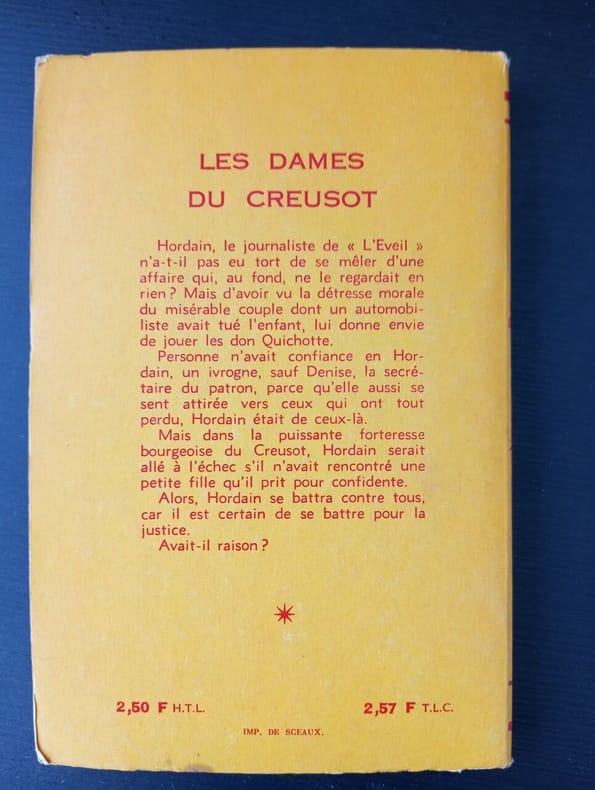 LES DAMES
DU CREUSOT
Hordain, le journaliste de « L'Eveil »
n'a-t-il pas eu tort de se mêler d'une
affaire qui, au fond, ne le regardait en
rien ? Mais d'avoir vu la détresse morale
du misérable couple dont un automobi-
liste avait tué l'enfant, lui donne envie
de jouer les don Quichotte.
Personne n'avait confiance en Hor-
dain, un ivrogne, sauf Denise, la secré-
taire du patron, parce qu'elle aussi se
sent attirée vers ceux qui ont tout
perdu, Hordain était de ceux-là.
Mais dans la puissante forteresse
bourgeoise du Creusot, Hordain serait
allé à l'échec s'il n'avait rencontré une
petite fille qu'il prit pour confidente.
Alors, Hordain se battra contre tous,
car il est certain de se battre pour la
justice.
Avait-il raison ?
2,50 F H.T.L. 2,57 F T.L.C.
IMP. DE SCEAUX.